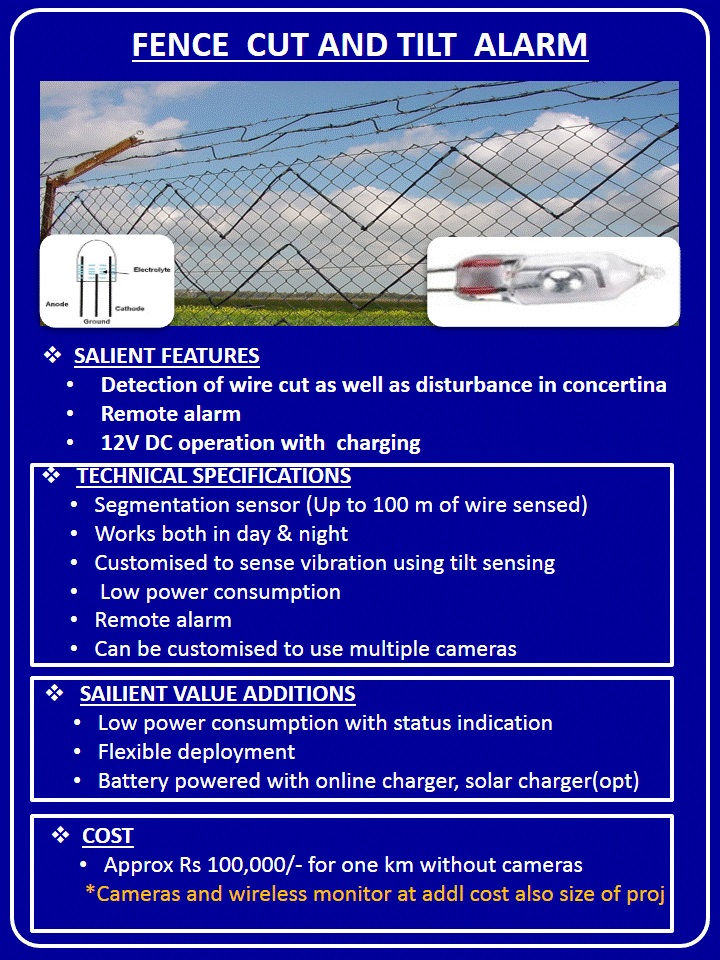 FENCE CUT AND TILT ALARM
Electrolyte
Anode
Cathode
Ground
❖ SALIENT FEATURES
• Detection of wire cut as well as disturbance in concertina
• Remote alarm
• 12V DC operation with charging
❖ TECHNICAL SPECIFICATIONS
• Segmentation sensor (Up to 100 m of wire sensed)
• Works both in day & night
• Customised to sense vibration using tilt sensing
• Low power consumption
• Remote alarm
• Can be customised to use multiple cameras
❖ SAILIENT VALUE ADDITIONS
• Low power consumption with status indication
• Flexible deployment
• Battery powered with online charger, solar charger(opt)
❖ COST
• Approx Rs 100,000/- for one km without cameras
*Cameras and wireless monitor at addl cost also size of proj